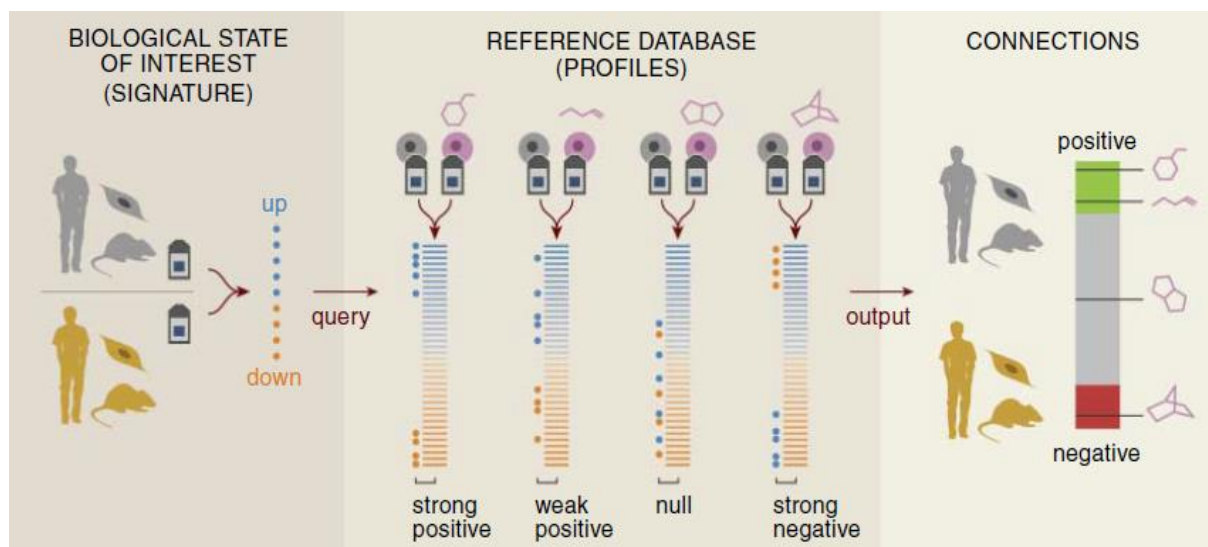 BIOLOGICAL STATE
OF INTEREST
(SIGNATURE)
REFERENCE DATABASE
(PROFILES)
CONNECTIONS
up
down
query
strong
positive
weak
positive
null
strong
negative
output
positive
negative